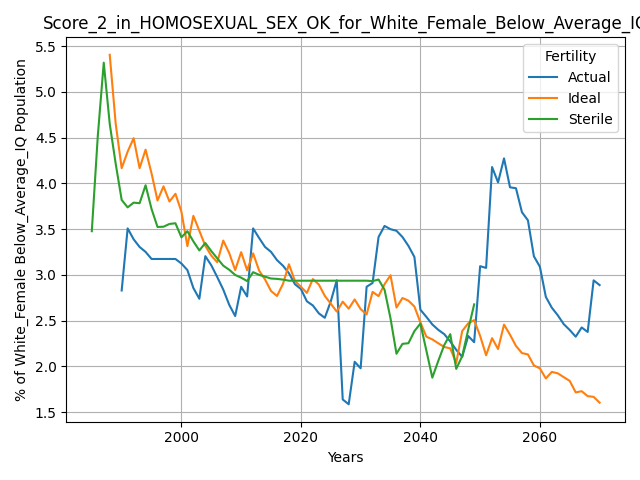 Score_2_in_HOMOSEXUAL_SEX_OK_for_White_Female_Below_Average_IQ
% of White_Female Below_Average_IQ Population
5.5
5.0
4.5
4.0
3.5
3.0
2.5
2.0
1.5
Fertility
Actual
Ideal
Sterile
2000
2020
2040
2060
Years